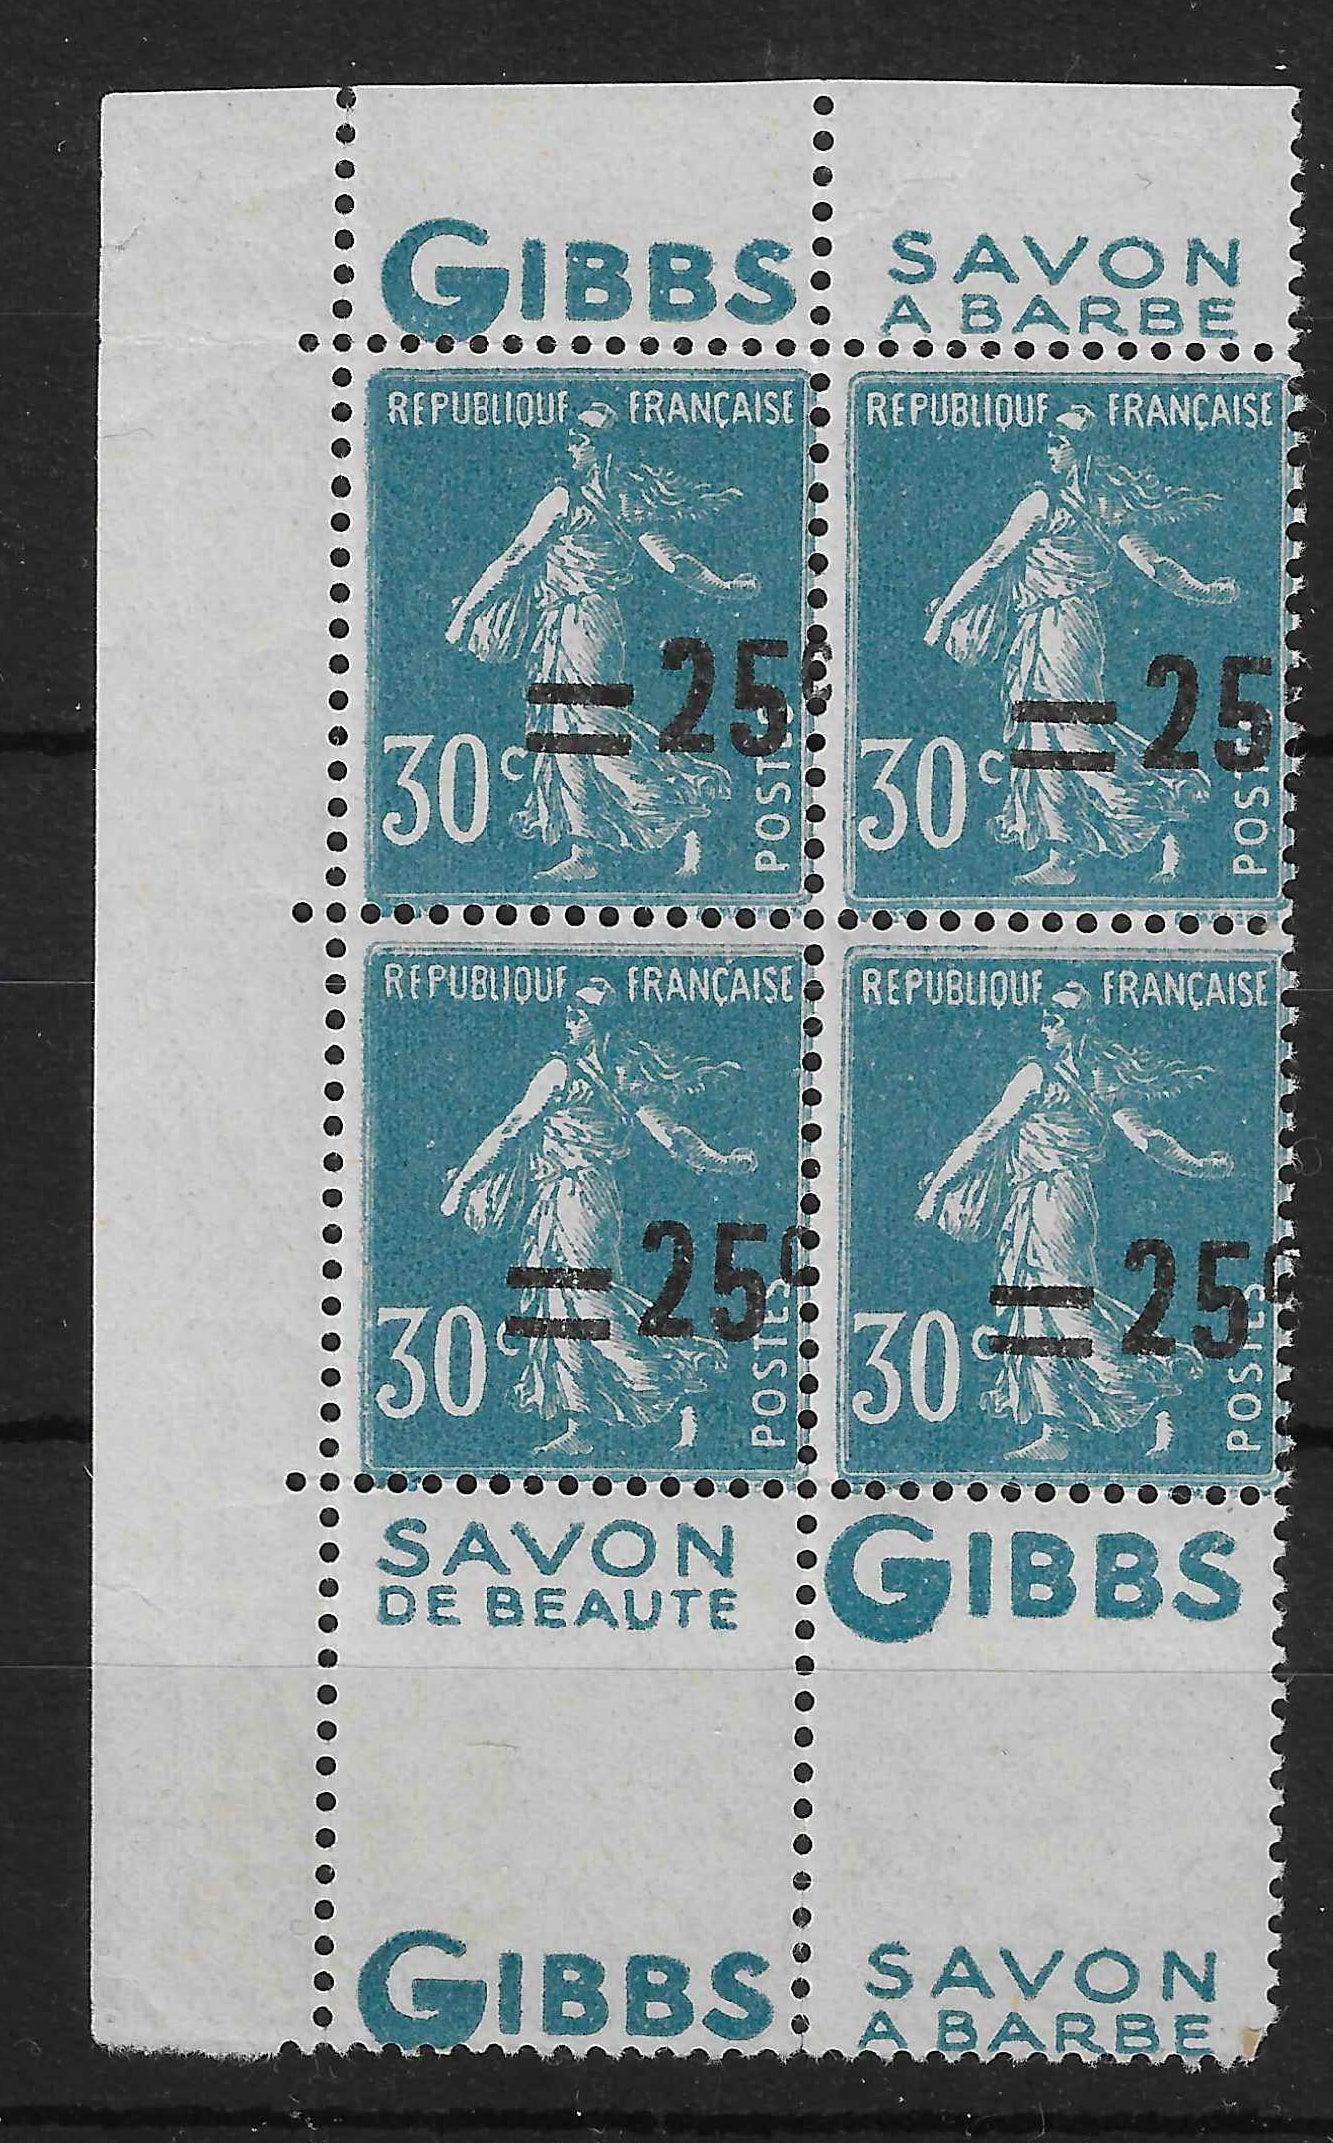 GIBBS
SAVON
A BARBE
REPUBLIQUE FRANÇAISE
=25c
30c
POSTES
REPUBLIQUE FRANÇAISE
=25
30c
POSTES
REPUBLIQUE FRANÇAISE
=25c
30c
POSTES
REPUBLIQUE FRANÇAISE
=25c
30c
POSTES
SAVON
DE BEAUTE
GIBBS
GIBBS
SAVON
A BARBE